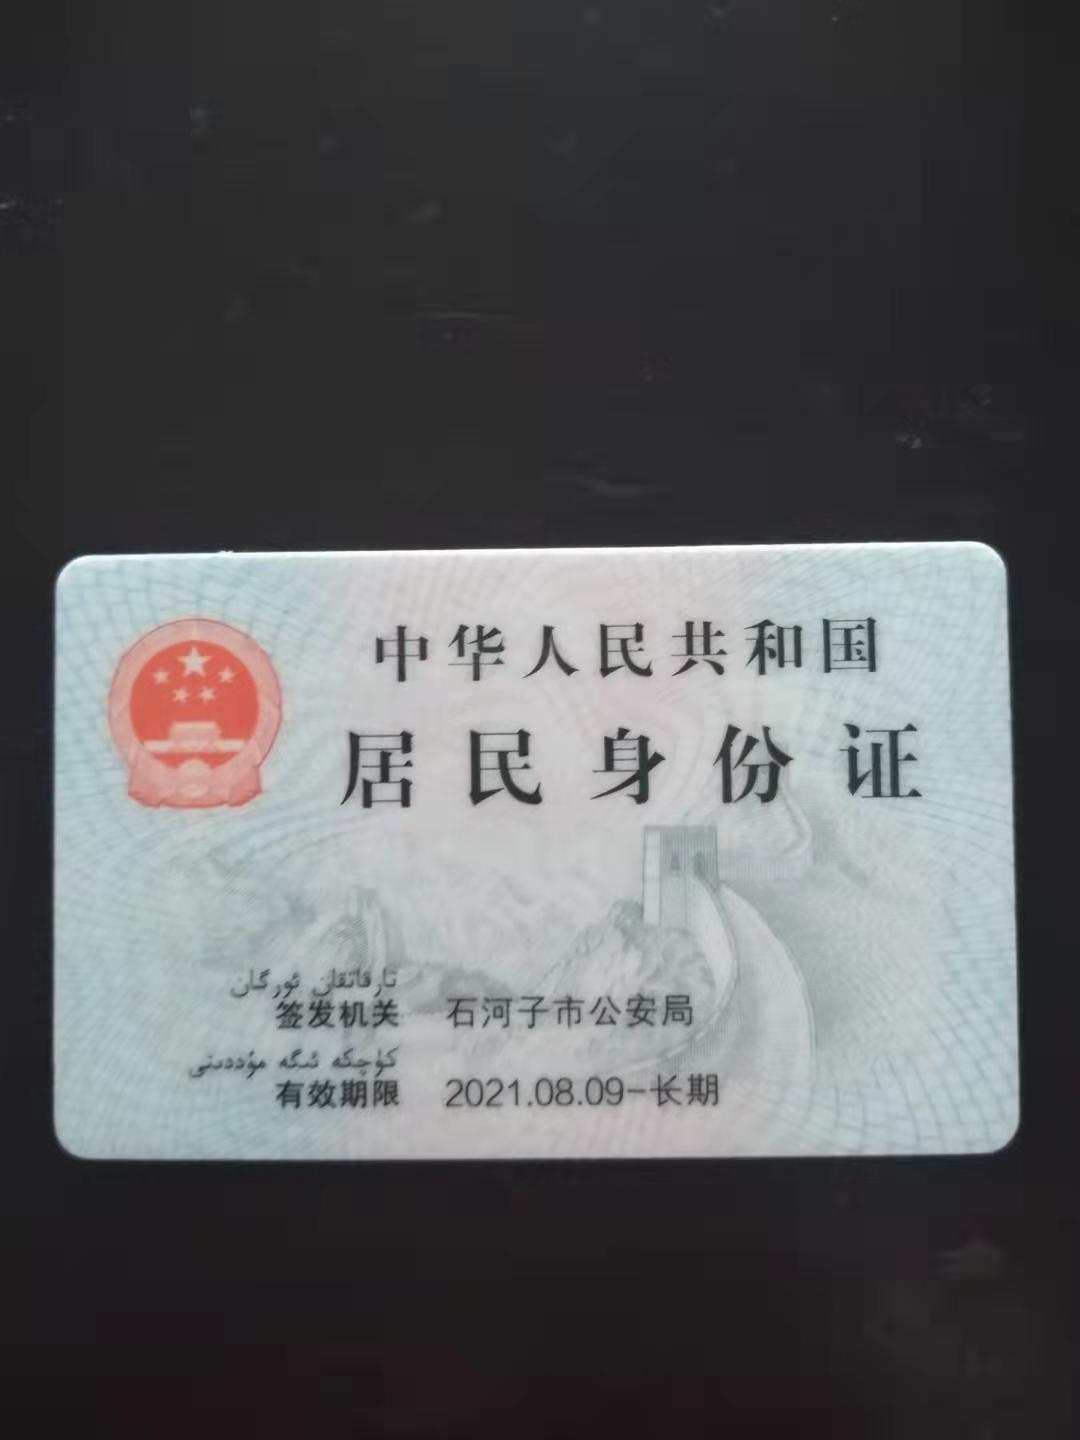 中华人民共和国
居民身份证
تارقاتقان ئورگان
签发机关 石河子市公安局
كۈچكە ئىگە مۇددىتى
有效期限 2021.08.09-长期